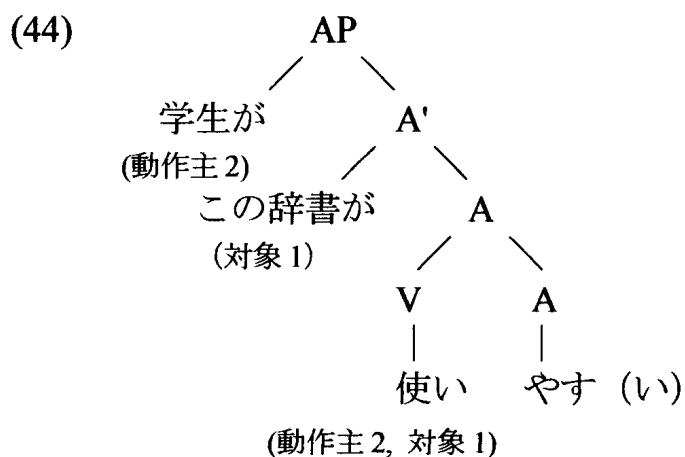 (44) AP
学生が A'
(動作主 2)
この辞書が A
(対象 1)
V A
使い やす (い)
(動作主 2, 対象 1)